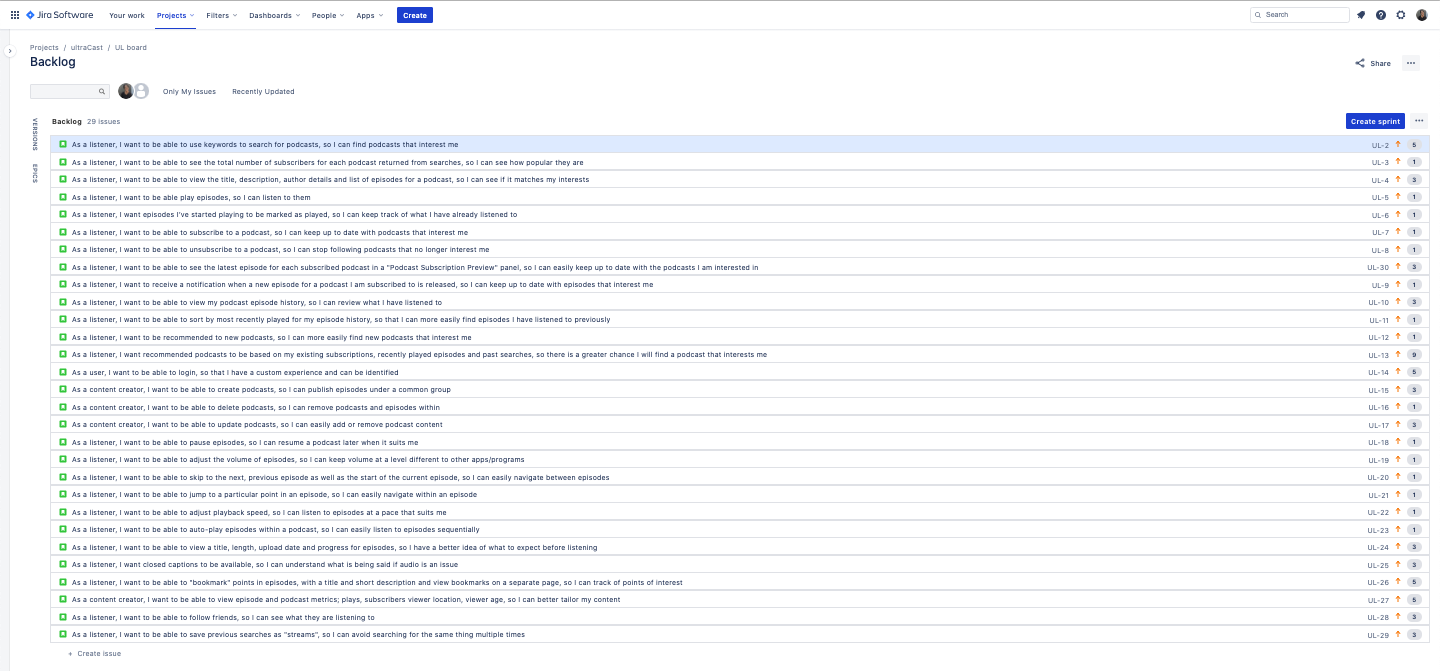 Jira Software Your work Projects Filters Dashboards People Apps Create Search
Projects / ultraCast / UL board
Backlog
Share
Only My Issues Recently Updated
VERSIONS
EPICS
Backlog 29 issues Create sprint
As a listener, I want to be able to use keywords to search for podcasts, so I can find podcasts that interest me UL-2 5
As a listener, I want to be able to see the total number of subscribers for each podcast returned from searches, so I can see how popular they are UL-3 1
As a listener, I want to be able to view the title, description, author details and list of episodes for a podcast, so I can see if it matches my interests UL-4 3
As a listener, I want to be able play episodes, so I can listen to them UL-5 1
As a listener, I want episodes I've started playing to be marked as played, so I can keep track of what I have already listened to UL-6 1
As a listener, I want to be able to subscribe to a podcast, so I can keep up to date with podcasts that interest me UL-7 1
As a listener, I want to be able to unsubscribe to a podcast, so I can stop following podcasts that no longer interest me UL-8 1
As a listener, I want to be able to see the latest episode for each subscribed podcast in a "Podcast Subscription Preview" panel, so I can easily keep up to date with the podcasts I am interested in UL-30 3
As a listener, I want to receive a notification when a new episode for a podcast I am subscribed to is released, so I can keep up to date with episodes that interest me UL-9 1
As a listener, I want to be able to view my podcast episode history, so I can review what I have listened to UL-10 3
As a listener, I want to be able to sort by most recently played for my episode history, so that I can more easily find episodes I have listened to previously UL-11 1
As a listener, I want to be recommended to new podcasts, so I can more easily find new podcasts that interest me UL-12 1
As a listener, I want recommended podcasts to be based on my existing subscriptions, recently played episodes and past searches, so there is a greater chance I will find a podcast that interests me UL-13 9
As a user, I want to be able to login, so that I have a custom experience and can be identified UL-14 5
As a content creator, I want to be able to create podcasts, so I can publish episodes under a common group UL-15 3
As a content creator, I want to be able to delete podcasts, so I can remove podcasts and episodes within UL-16 1
As a content creator, I want to be able to update podcasts, so I can easily add or remove podcast content UL-17 3
As a listener, I want to be able to pause episodes, so I can resume a podcast later when it suits me UL-18 1
As a listener, I want to be able to adjust the volume of episodes, so I can keep volume at a level different to other apps/programs UL-19 1
As a listener, I want to be able to skip to the next, previous episode as well as the start of the current episode, so I can easily navigate between episodes UL-20 1
As a listener, I want to be able to jump to a particular point in an episode, so I can easily navigate within an episode UL-21 1
As a listener, I want to be able to adjust playback speed, so I can listen to episodes at a pace that suits me UL-22 1
As a listener, I want to be able to auto-play episodes within a podcast, so I can easily listen to episodes sequentially UL-23 1
As a listener, I want to be able to view a title, length, upload date and progress for episodes, so I have a better idea of what to expect before listening UL-24 3
As a listener, I want closed captions to be available, so I can understand what is being said if audio is an issue UL-25 3
As a listener, I want to be able to "bookmark" points in episodes, with a title and short description and view bookmarks on a separate page, so I can track of points of interest UL-26 5
As a content creator, I want to be able to view episode and podcast metrics; plays, subscribers viewer location, viewer age, so I can better tailor my content UL-27 5
As a listener, I want to be able to follow friends, so I can see what they are listening to UL-28 3
As a listener, I want to be able to save previous searches as "streams", so I can avoid searching for the same thing multiple times UL-29 3
+ Create issue